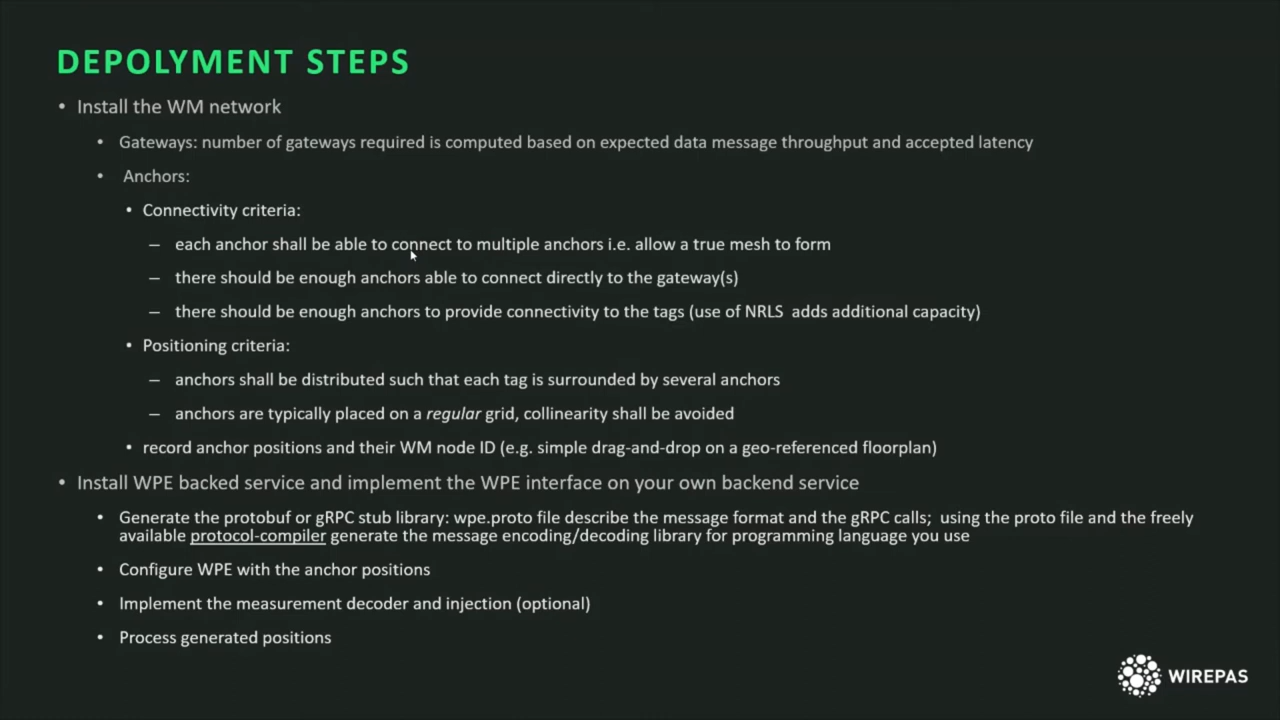 DEPOLYMENT STEPS
• Install the WM network
• Gateways: number of gateways required is computed based on expected data message throughput and accepted latency
• Anchors:
• Connectivity criteria:
– each anchor shall be able to connect to multiple anchors i.e. allow a true mesh to form
– there should be enough anchors able to connect directly to the gateway(s)
– there should be enough anchors to provide connectivity to the tags (use of NRLS adds additional capacity)
• Positioning criteria:
– anchors shall be distributed such that each tag is surrounded by several anchors
– anchors are typically placed on a regular grid, collinearity shall be avoided
• record anchor positions and their WM node ID (e.g. simple drag-and-drop on a geo-referenced floorplan)
• Install WPE backed service and implement the WPE interface on your own backend service
• Generate the protobuf or gRPC stub library: wpe.proto file describe the message format and the gRPC calls; using the proto file and the freely
available protocol-compiler generate the message encoding/decoding library for programming language you use
• Configure WPE with the anchor positions
• Implement the measurement decoder and injection (optional)
• Process generated positions
WIREPAS